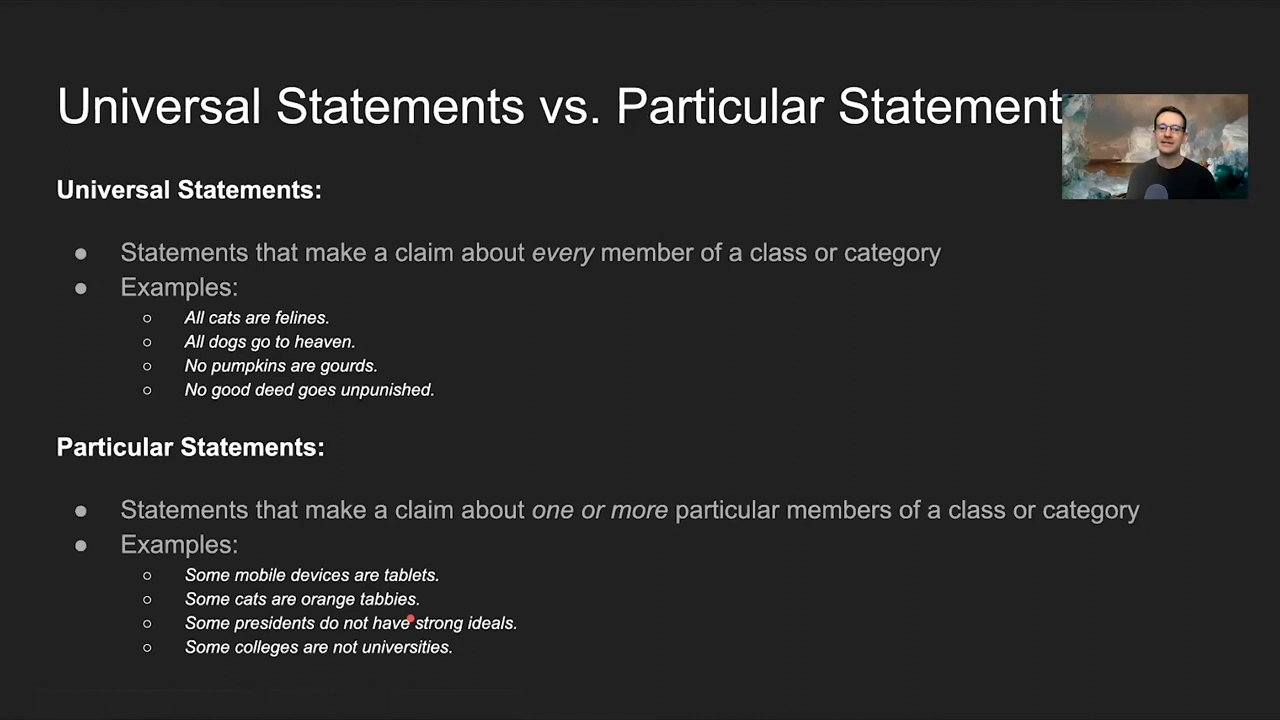 Universal Statements vs. Particular Statement
Universal Statements:
● Statements that make a claim about every member of a class or category
● Examples:
○ All cats are felines.
○ All dogs go to heaven.
○ No pumpkins are gourds.
○ No good deed goes unpunished.
Particular Statements:
● Statements that make a claim about one or more particular members of a class or category
● Examples:
○ Some mobile devices are tablets.
○ Some cats are orange tabbies.
○ Some presidents do not have strong ideals.
○ Some colleges are not universities.